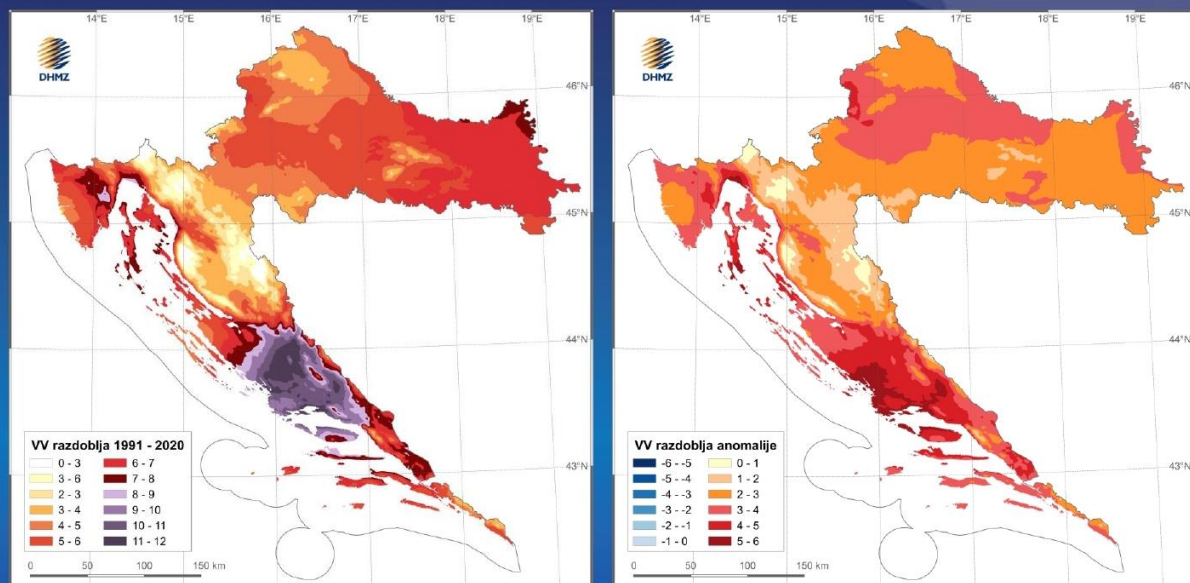 14°E 15°E 16°E 17°E 18°E 19°E
DHMZ
46°N
45°N
44°N
43°N
VV razdoblja 1991 - 2020
0 - 3 6 - 7
3 - 6 7 - 8
2 - 3 8 - 9
3 - 4 9 - 10
4 - 5 10 - 11
5 - 6 11 - 12
0 50 100 150 km
14°E 15°E 16°E 17°E 18°E 19°E
DHMZ
46°N
45°N
44°N
43°N
VV razdoblja anomalije
-6 - -5 0 - 1
-5 - -4 1 - 2
-4 - -3 2 - 3
-3 - -2 3 - 4
-2 - -1 4 - 5
-1 - 0 5 - 6
0 50 100 150 km